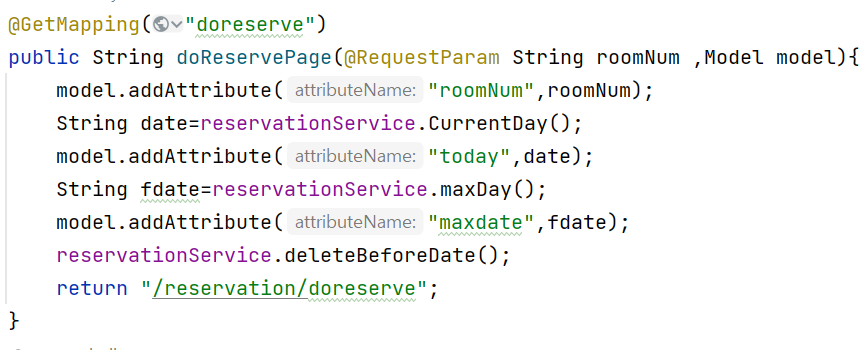 @GetMapping("doreserve")
public String doReservePage(@RequestParam String roomNum ,Model model){
model.addAttribute( attributeName: "roomNum",roomNum);
String date=reservationService.CurrentDay();
model.addAttribute( attributeName: "today",date);
String fdate=reservationService.maxDay();
model.addAttribute( attributeName: "maxdate",fdate);
reservationService.deleteBeforeDate();
return "/reservation/doreserve";
}